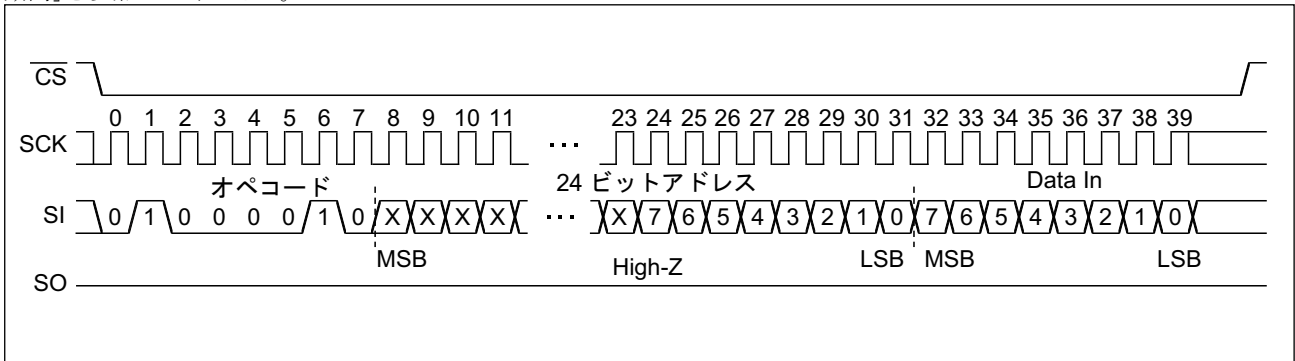 CS
0 1 2 3 4 5 6 7 8 9 10 11 23 24 25 26 27 28 29 30 31 32 33 34 35 36 37 38 39
SCK ... 
オペコード 24 ビットアドレス Data In
SI 0 1 0 0 0 0 1 0 X X X X ... X 7 6 5 4 3 2 1 0 7 6 5 4 3 2 1 0
MSB High-Z LSB MSB LSB
SO